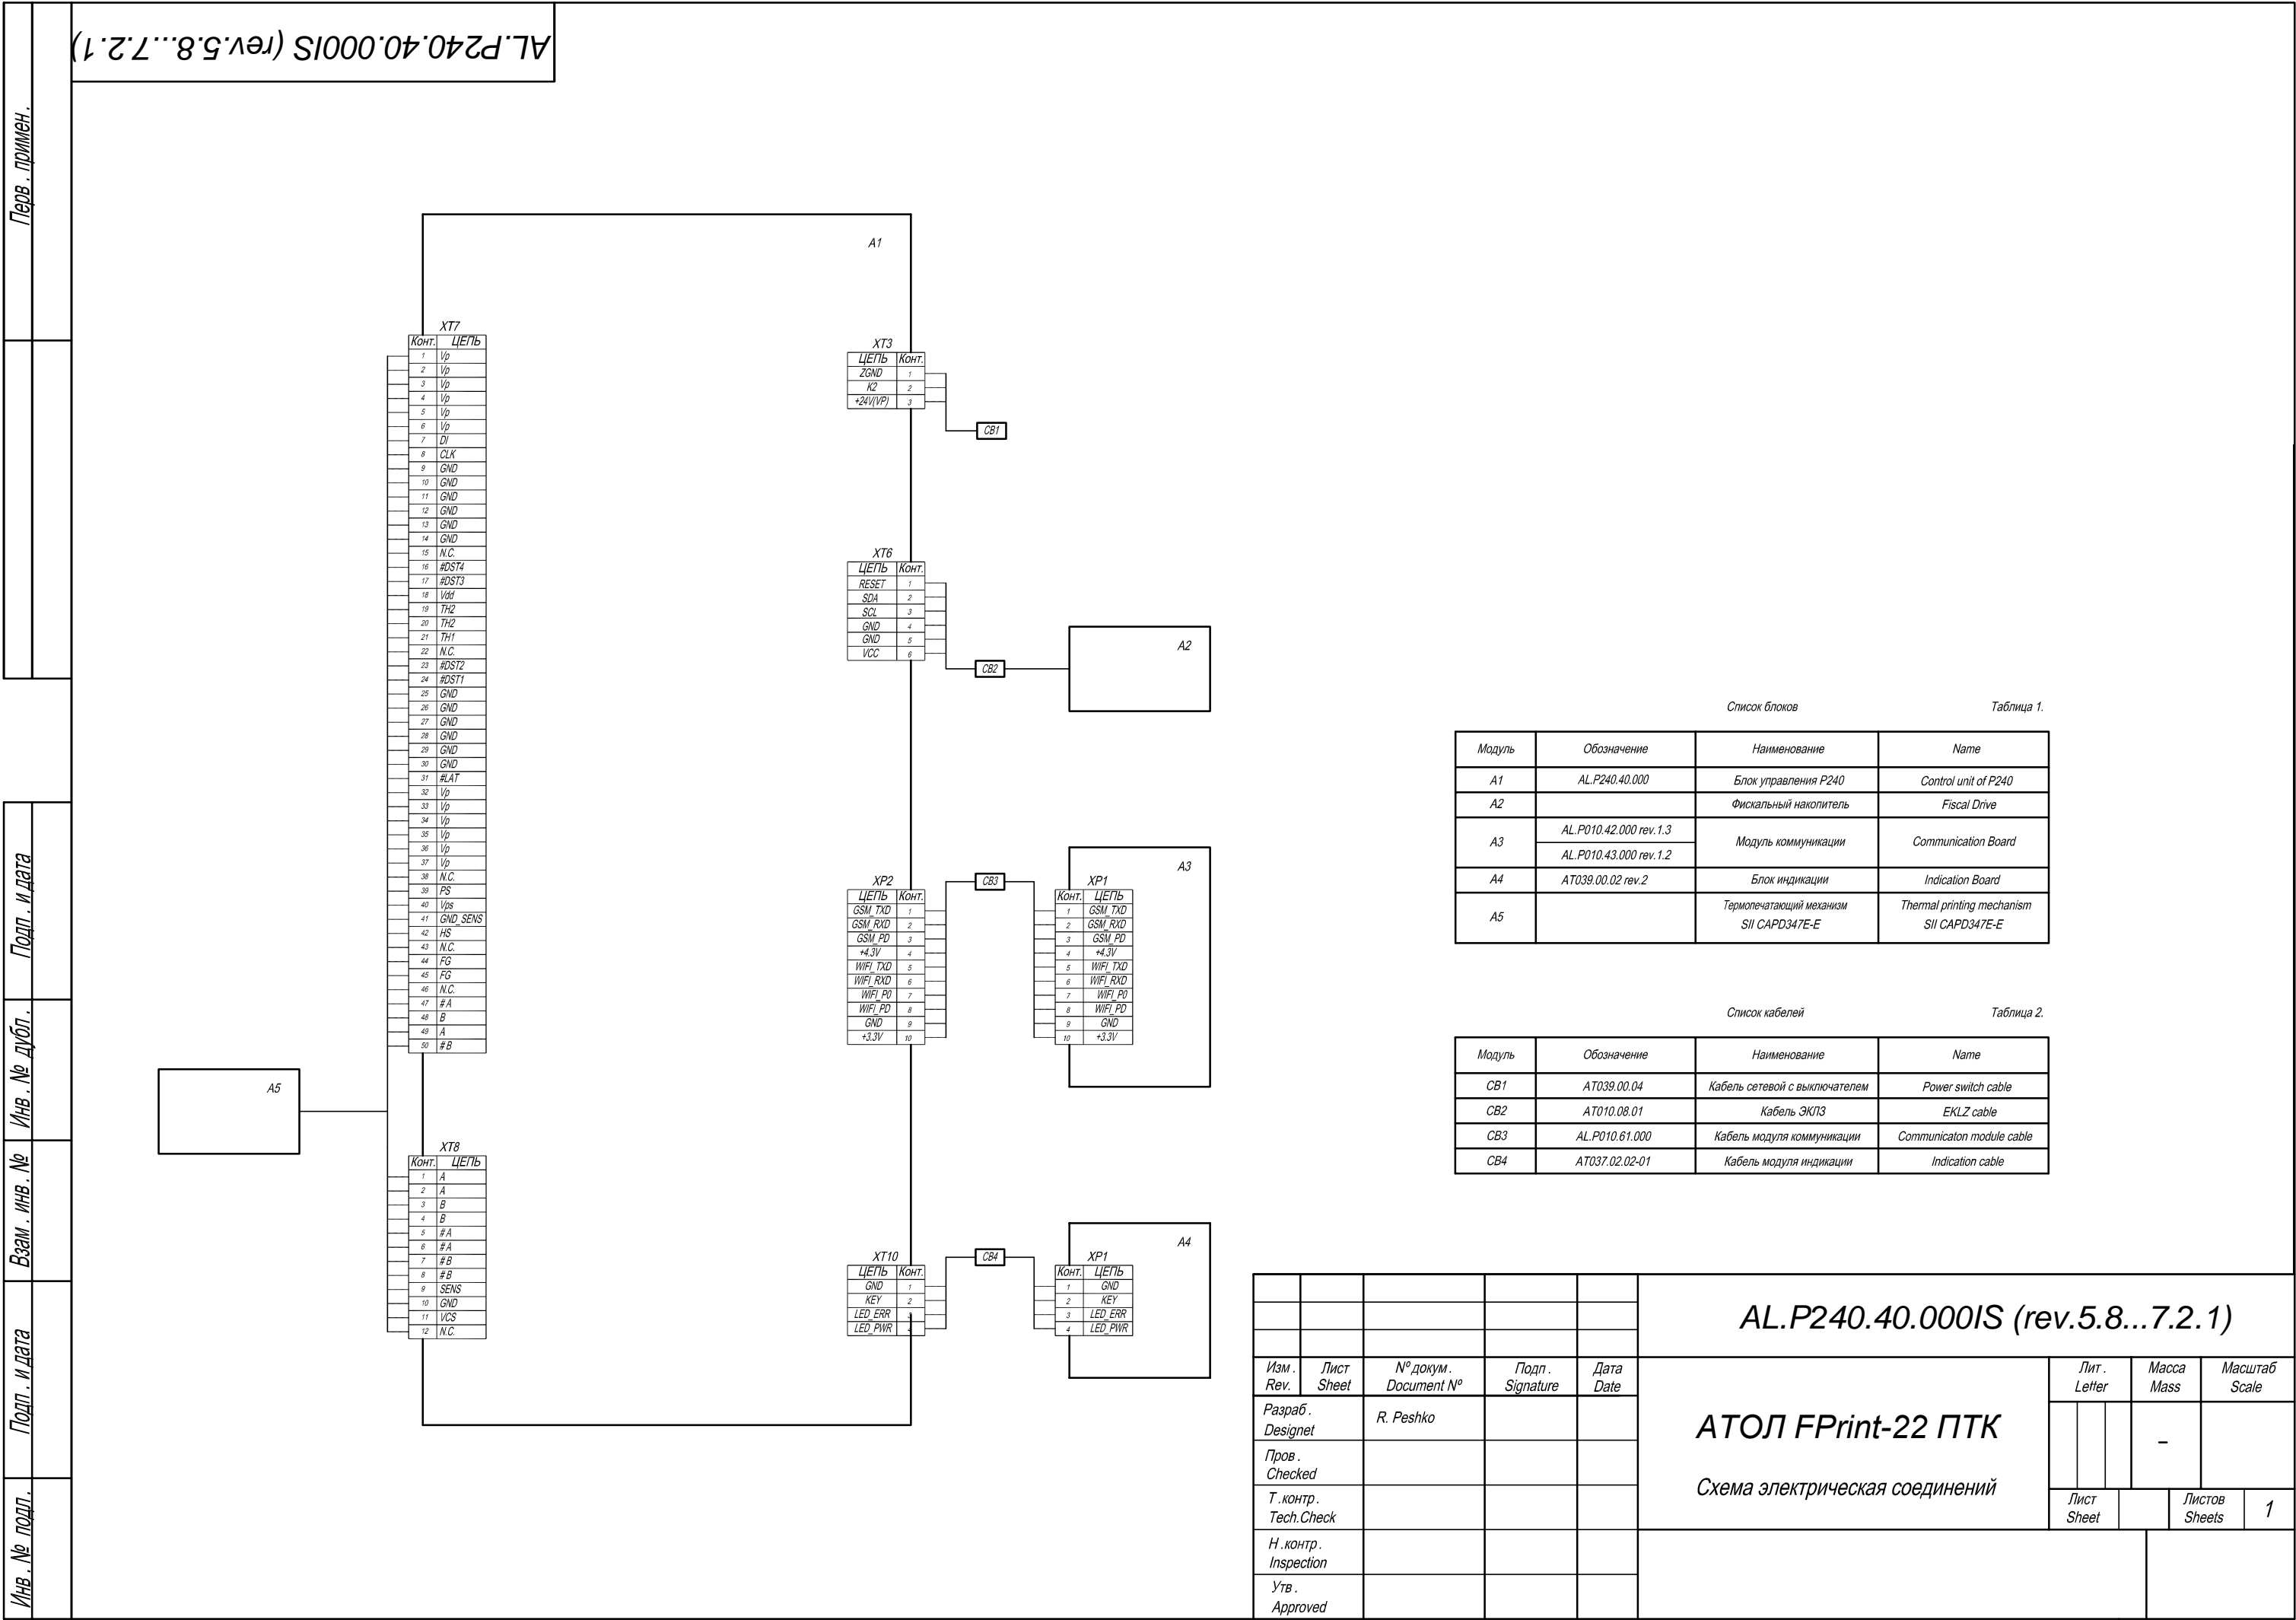 AL.P240.40.000IS (rev.5.8...7.2.1)
Перв. примен.
Подп. и дата
Инв. № дубл.
Взам. инв. №
Подп. и дата
Инв. № подл.
A1
XT7
Конт. ЦЕПЬ
1 Vp
2 Vp
3 Vp
4 Vp
5 Vp
6 Vp
7 DI
8 CLK
9 GND
10 GND
11 GND
12 GND
13 GND
14 GND
15 N.C.
16 #DST4
17 #DST3
18 Vdd
19 TH2
20 TH2
21 TH1
22 N.C.
23 #DST2
24 #DST1
25 GND
26 GND
27 GND
28 GND
29 GND
30 GND
31 #LAT
32 Vp
33 Vp
34 Vp
35 Vp
36 Vp
37 Vp
38 N.C.
39 PS
40 Vps
41 GND_SENS
42 HS
43 N.C.
44 FG
45 FG
46 N.C.
47 #A
48 B
49 A
50 #B
A5
XT8
Конт. ЦЕПЬ
1 A
2 A
3 B
4 B
5 #A
6 #A
7 #B
8 #B
9 SENS
10 GND
11 VCS
12 N.C.
XT3
ЦЕПЬ Конт.
ZGND 1
K2 2
+24V(VP) 3
CB1
XT6
ЦЕПЬ Конт.
RESET 1
SDA 2
SCL 3
GND 4
GND 5
VCC 6
CB2
A2
XP2
ЦЕПЬ Конт.
GSM_TXD 1
GSM_RXD 2
GSM_PD 3
+4.3V 4
WIFI_TXD 5
WIFI_RXD 6
WIFI_P0 7
WIFI_PD 8
GND 9
+3.3V 10
CB3
A3
XP1
Конт. ЦЕПЬ
1 GSM_TXD
2 GSM_RXD
3 GSM_PD
4 +4.3V
5 WIFI_TXD
6 WIFI_RXD
7 WIFI_P0
8 WIFI_PD
9 GND
10 +3.3V
XT10
ЦЕПЬ Конт.
GND 1
KEY 2
LED_ERR 3
LED_PWR 4
CB4
A4
XP1
Конт. ЦЕПЬ
1 GND
2 KEY
3 LED_ERR
4 LED_PWR
Список блоков Таблица 1.
Модуль Обозначение Наименование Name
A1 AL.P240.40.000 Блок управления P240 Control unit of P240
A2 Фискальный накопитель Fiscal Drive
A3 AL.P010.42.000 rev.1.3 Модуль коммуникации Communication Board
AL.P010.43.000 rev.1.2
A4 AT039.00.02 rev.2 Блок индикации Indication Board
A5 Термопечатающий механизм Thermal printing mechanism
SII CAPD347E-E SII CAPD347E-E
Список кабелей Таблица 2.
Модуль Обозначение Наименование Name
CB1 AT039.00.04 Кабель сетевой с выключателем Power switch cable
CB2 AT010.08.01 Кабель ЭКЛЗ EKLZ cable
CB3 AL.P010.61.000 Кабель модуля коммуникации Communicaton module cable
CB4 AT037.02.02-01 Кабель модуля индикации Indication cable
AL.P240.40.000IS (rev.5.8...7.2.1)
Изм. Лист № докум. Подп. Дата
Rev. Sheet Document Nº Signature Date
Разраб.
Designet
R. Peshko
Пров.
Checked
Т.контр.
Tech.Check
Н.контр.
Inspection
Утв.
Approved
АТОЛ FPrint-22 ПТК
Схема электрическая соединений
Лит. Масса Масштаб
Letter Mass Scale
–
Лист Листов
Sheet Sheets
1